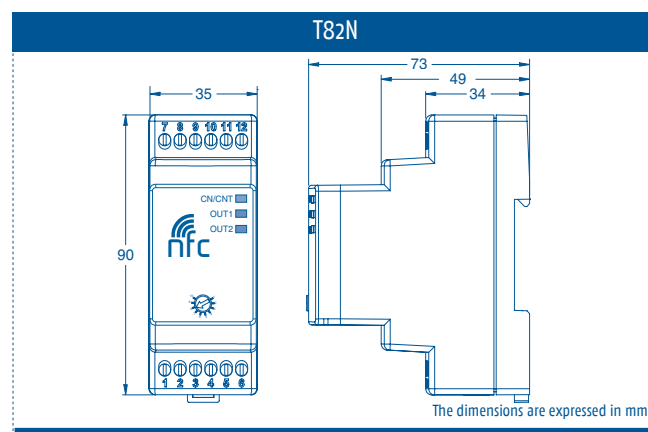 T82N
73
49
34
35
7 8 9 10 11 12
CN/CNT
OUT1
OUT2
nfc
90
1 2 3 4 5 6
The dimensions are expressed in mm